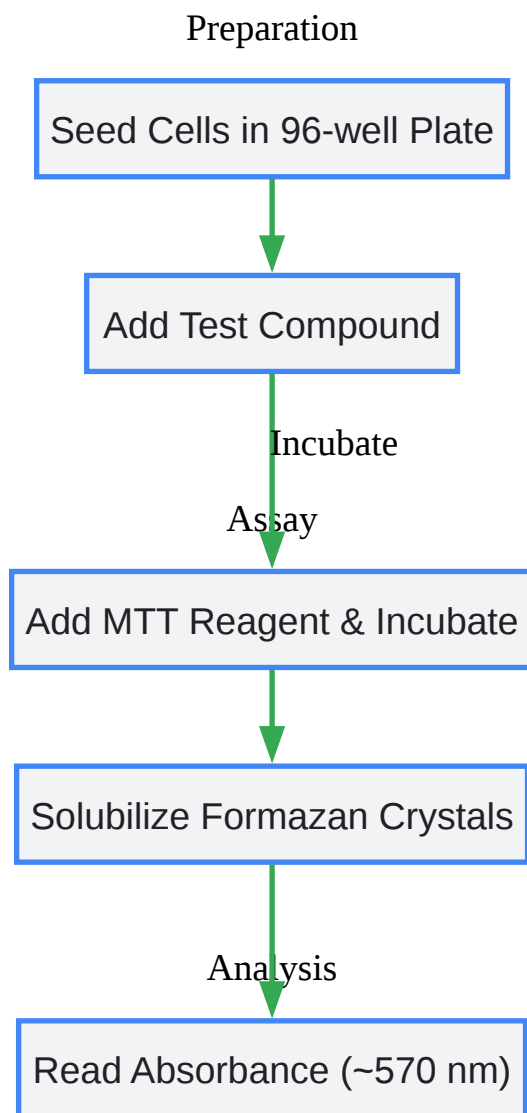 Preparation
Seed Cells in 96-well Plate
Add Test Compound
Incubate
Assay
Add MTT Reagent & Incubate
Solubilize Formazan Crystals
Analysis
Read Absorbance (~570 nm)